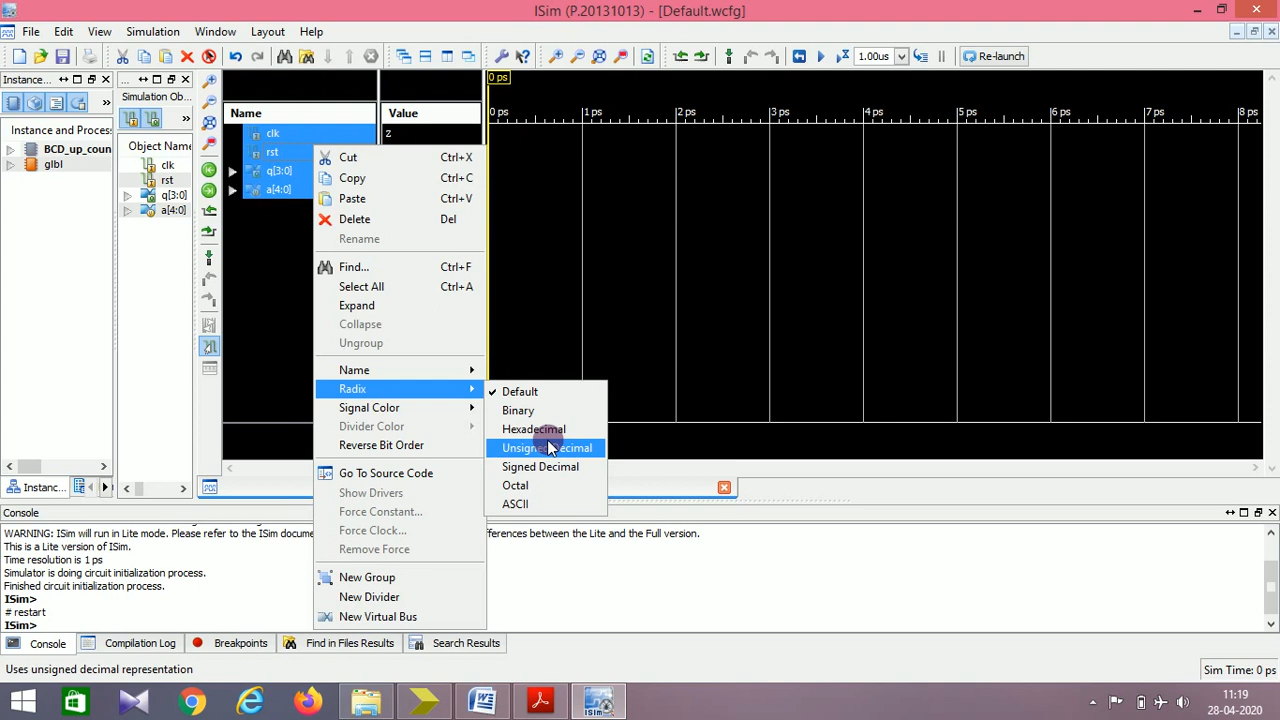 ISim (P.20131013) - [Default.wcfg]
File Edit View Simulation Window Layout Help
1.00us
Re-launch
Instance...
Instance and Process
BCD_up_coun
glbl
Instanc...
...
Simulation Ob
Object Name
clk
rst
q[3:0]
a[4:0]
Name
Value
clk
z
rst
q[3:0]
a[4:0]
0 ps
0 ps 1 ps 2 ps 3 ps 4 ps 5 ps 6 ps 7 ps 8 ps
Cut Ctrl+X
Copy Ctrl+C
Paste Ctrl+V
Delete Del
Rename
Find... Ctrl+F
Select All Ctrl+A
Expand
Collapse
Ungroup
Name
Radix
Signal Color
Divider Color
Reverse Bit Order
Go To Source Code
Show Drivers
Force Constant...
Force Clock...
Remove Force
New Group
New Divider
New Virtual Bus
Default
Binary
Hexadecimal
Unsigned Decimal
Signed Decimal
Octal
ASCII
Console
WARNING: ISim will run in Lite mode. Please refer to the ISim docume
fferences between the Lite and the Full version.
This is a Lite version of ISim.
Time resolution is 1 ps
Simulator is doing circuit initialization process.
Finished circuit initialization process.
ISim>
# restart
ISim>
Console Compilation Log Breakpoints Find in Files Results Search Results
Uses unsigned decimal representation
Sim Time: 0 ps
ISim
11:19
28-04-2020